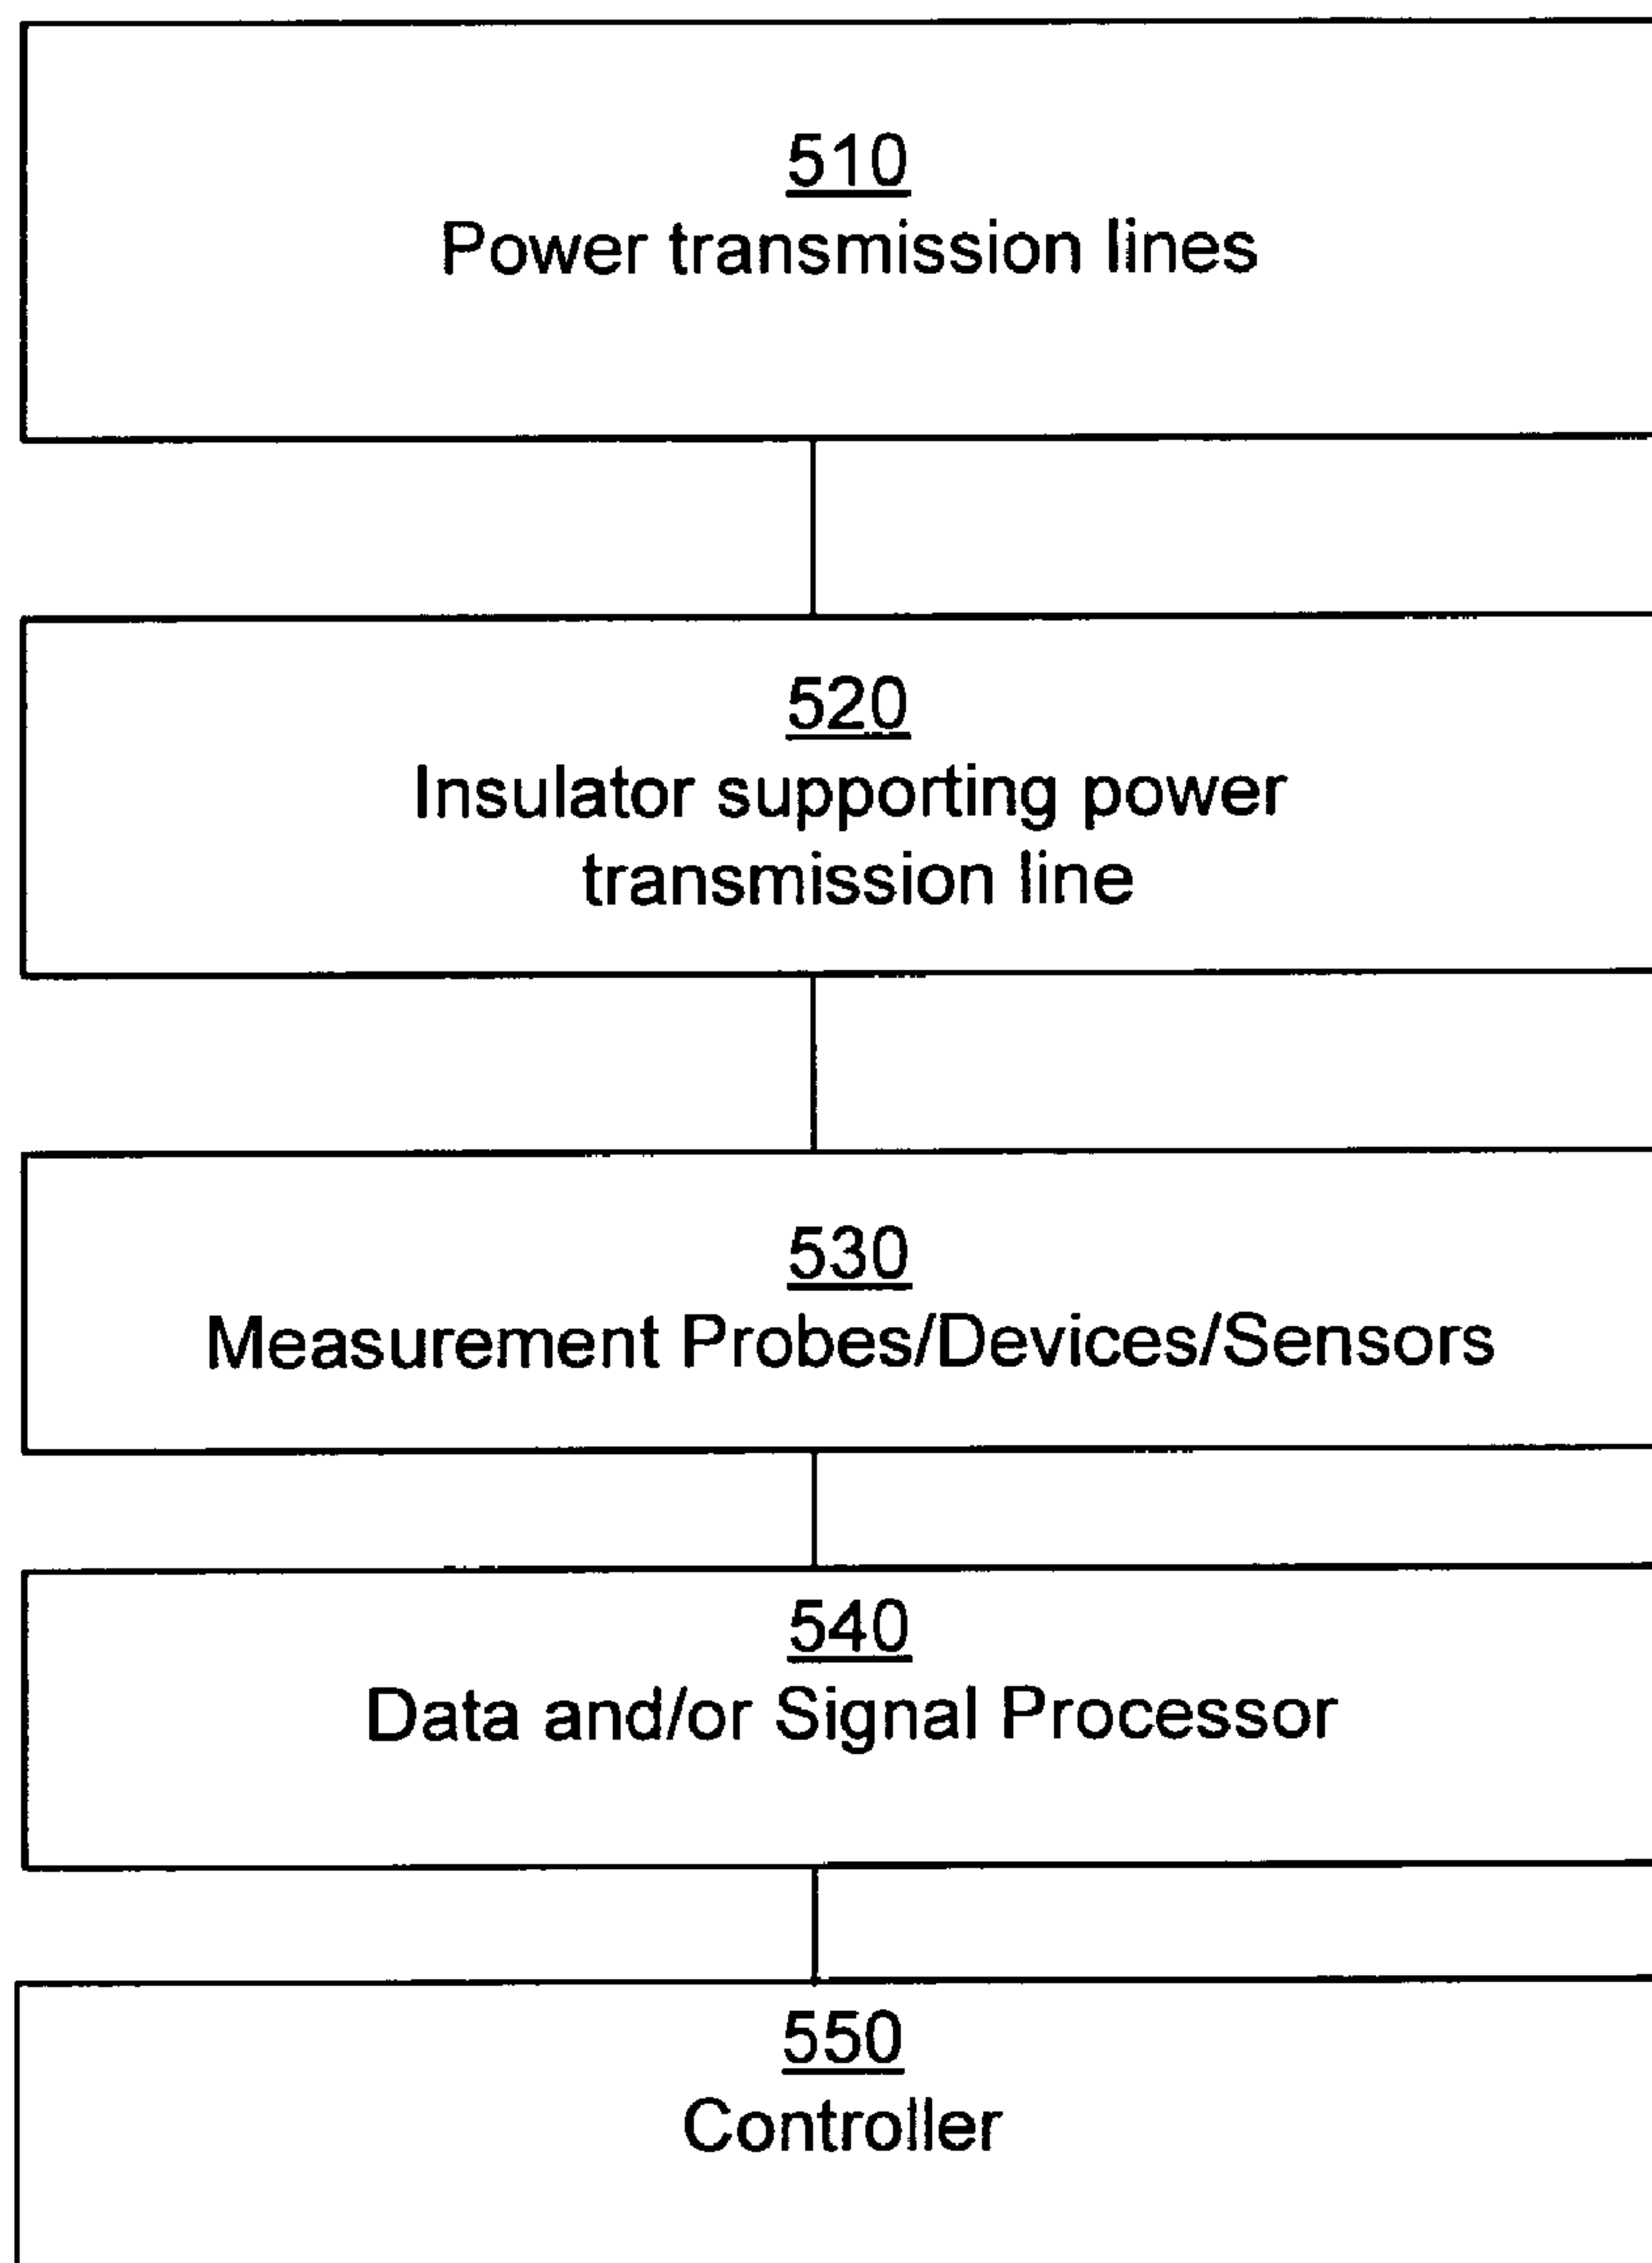 510
Power transmission lines
520
Insulator supporting power
transmission line
530
Measurement Probes/Devices/Sensors
540
Data and/or Signal Processor
550
Controller